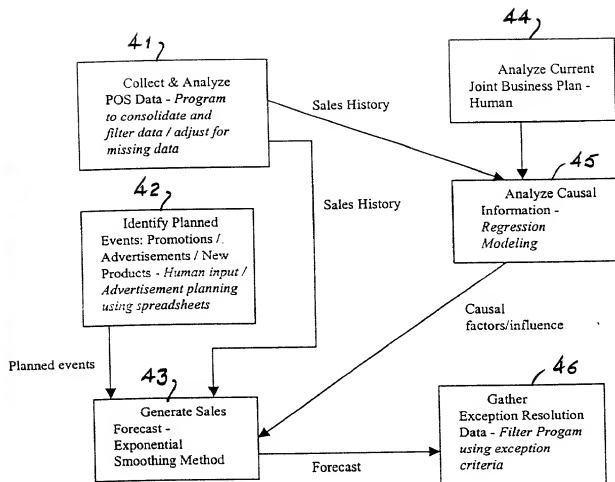 41
Collect & Analyze
POS Data - Program
to consolidate and
filter data / adjust for
missing data
Sales History
44
Analyze Current
Joint Business Plan -
Human
45
Analyze Causal
Information -
Regression
Modeling
Sales History
42
Identify Planned
Events: Promotions /
Advertisements / New
Products - Human input /
Advertisement planning
using spreadsheets
Causal
factors/influence
Planned events
43
Generate Sales
Forecast -
Exponential
Smoothing Method
Forecast
46
Gather
Exception Resolution
Data - Filter Progam
using exception
criteria